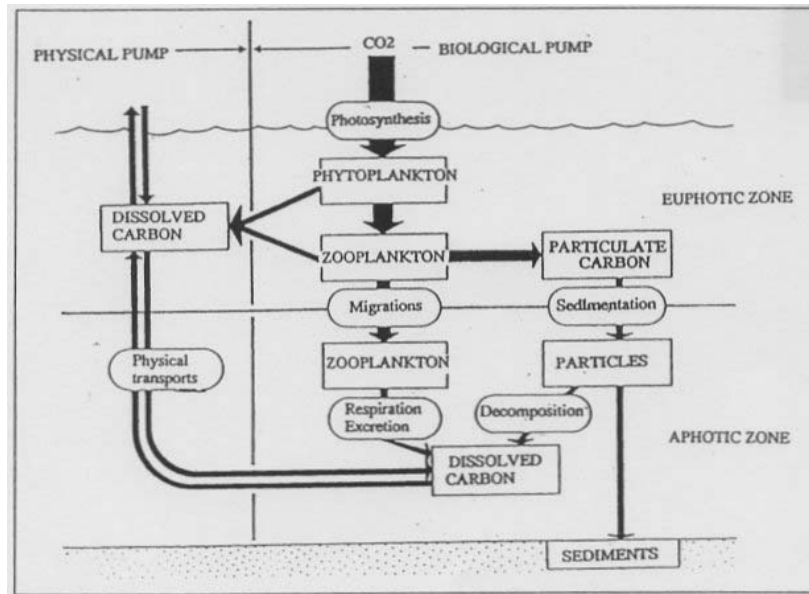 PHYSICAL PUMP
CO2
BIOLOGICAL PUMP
Photosynthesis
PHYTOPLANKTON
EUPHOTIC ZONE
DISSOLVED
CARBON
ZOOPLANKTON
PARTICULATE
CARBON
Migrations
Sedimentation
Physical
transports
ZOOPLANKTON
PARTICLES
Respiration
Excretion
Decomposition
APHOTIC ZONE
DISSOLVED
CARBON
SEDIMENTS